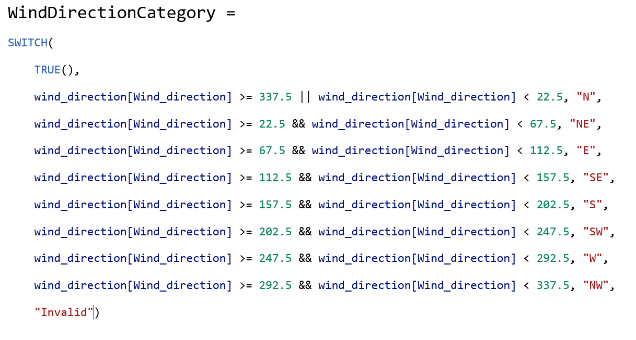 WindDirectionCategory =
SWITCH(
TRUE(),
wind_direction[Wind_direction] >= 337.5 || wind_direction[Wind_direction] < 22.5, "N",
wind_direction[Wind_direction] >= 22.5 && wind_direction[Wind_direction] < 67.5, "NE",
wind_direction[Wind_direction] >= 67.5 && wind_direction[Wind_direction] < 112.5, "E",
wind_direction[Wind_direction] >= 112.5 && wind_direction[Wind_direction] < 157.5, "SE",
wind_direction[Wind_direction] >= 157.5 && wind_direction[Wind_direction] < 202.5, "S",
wind_direction[Wind_direction] >= 202.5 && wind_direction[Wind_direction] < 247.5, "SW",
wind_direction[Wind_direction] >= 247.5 && wind_direction[Wind_direction] < 292.5, "W",
wind_direction[Wind_direction] >= 292.5 && wind_direction[Wind_direction] < 337.5, "NW",
"Invalid")